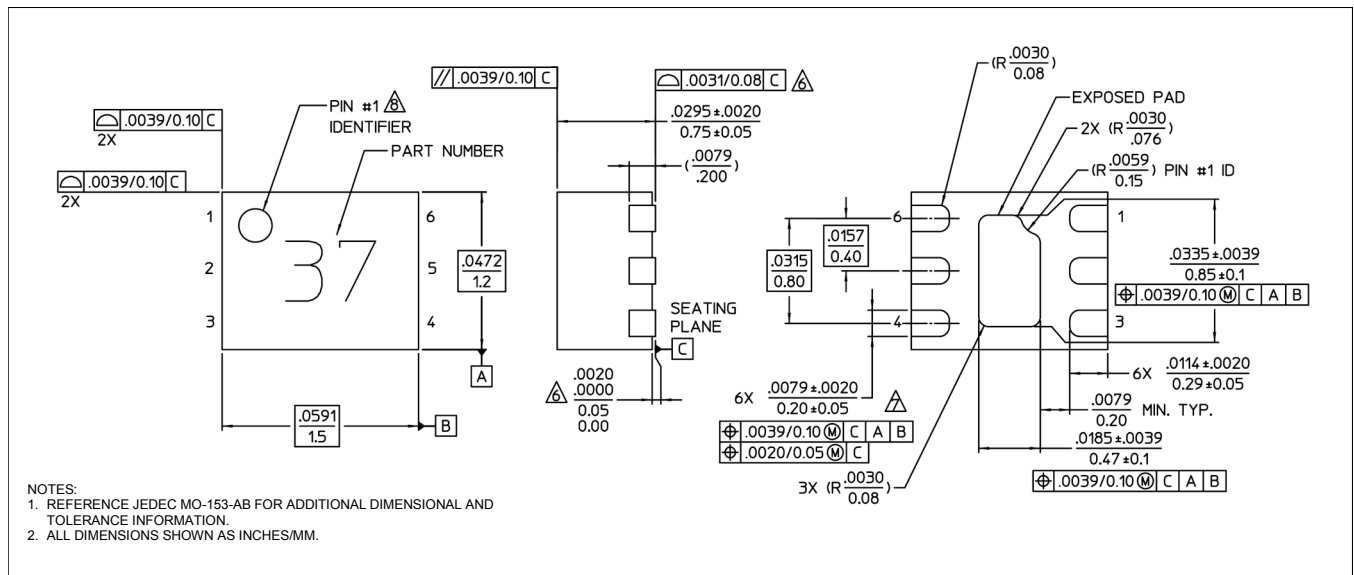 // .0039/0.10 C
⌓ .0031/0.08 C 6
.0295±.0020
0.75±0.05
(.0079
.200)
⌓ .0039/0.10 C
2X
PIN #1 8
IDENTIFIER
PART NUMBER
⌓ .0039/0.10 C
2X
1
2
3
37
6
5
4
.0472
1.2
A
.0591
1.5
B
SEATING
PLANE
C
6
.0020
.0000
0.05
0.00
(R .0030
0.08)
EXPOSED PAD
2X (R .0030
.076)
(R .0059
0.15) PIN #1 ID
6
4
1
3
.0315
0.80
.0157
0.40
.0335±.0039
0.85±0.1
⌖ .0039/0.10 Ⓜ C A B
6X .0114±.0020
0.29±0.05
6X .0079±.0020
0.20±0.05
7
⌖ .0039/0.10 Ⓜ C A B
⌖ .0020/0.05 Ⓜ C
.0079
0.20 MIN. TYP.
.0185±.0039
0.47±0.1
⌖ .0039/0.10 Ⓜ C A B
3X (R .0030
0.08)
NOTES:
1. REFERENCE JEDEC MO-153-AB FOR ADDITIONAL DIMENSIONAL AND
TOLERANCE INFORMATION.
2. ALL DIMENSIONS SHOWN AS INCHES/MM.